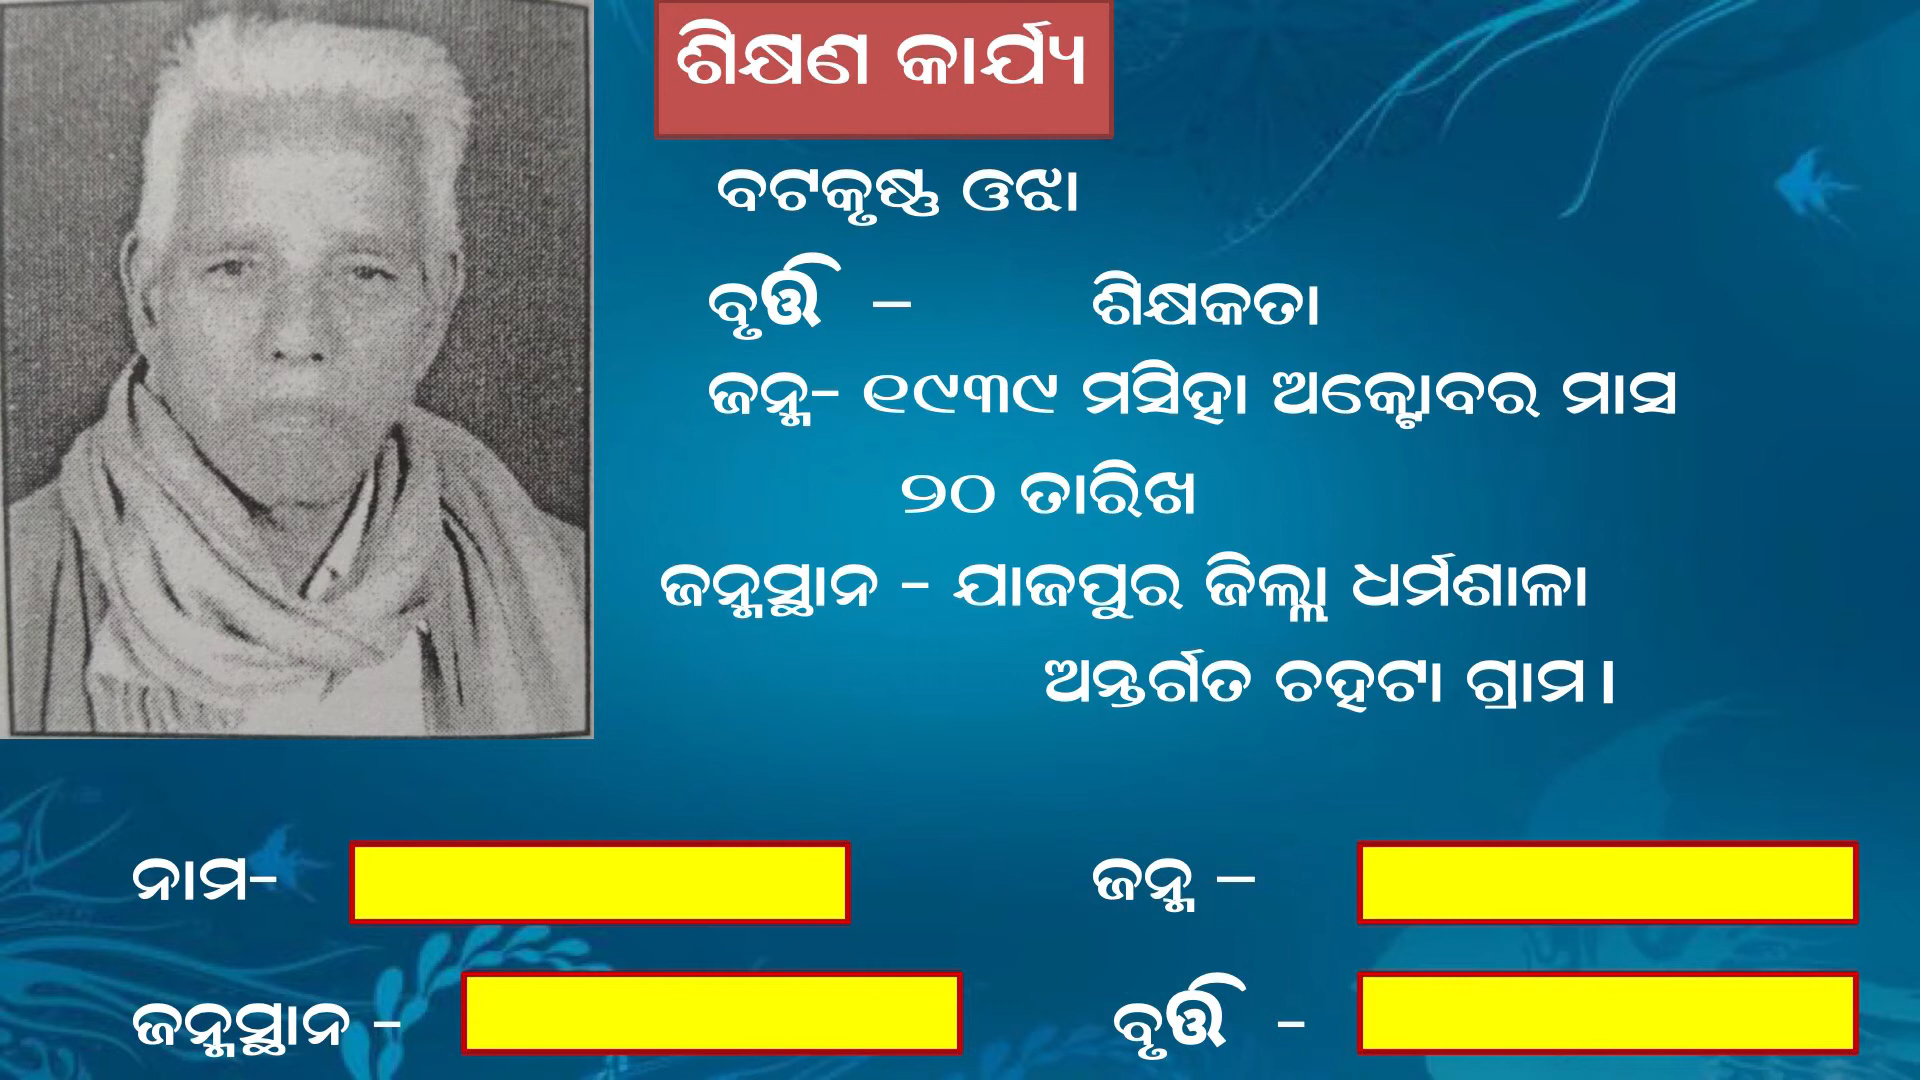 ଶିକ୍ଷଣ କାର୍ଯ୍ୟ
ବଟକୃଷ୍ଣ ଓଝା
ବୃତ୍ତି – ଶିକ୍ଷକତା
ଜନ୍ମ- ୧୯୩୯ ମସିହା ଅକ୍ଟୋବର ମାସ
୨୦ ତାରିଖ
ଜନ୍ମସ୍ଥାନ - ଯାଜପୁର ଜିଲ୍ଲା ଧର୍ମଶାଳା
ଅନ୍ତର୍ଗତ ଚହଟା ଗ୍ରାମ ।
ନାମ-
ଜନ୍ମ –
ଜନ୍ମସ୍ଥାନ -
ବୃତ୍ତି -